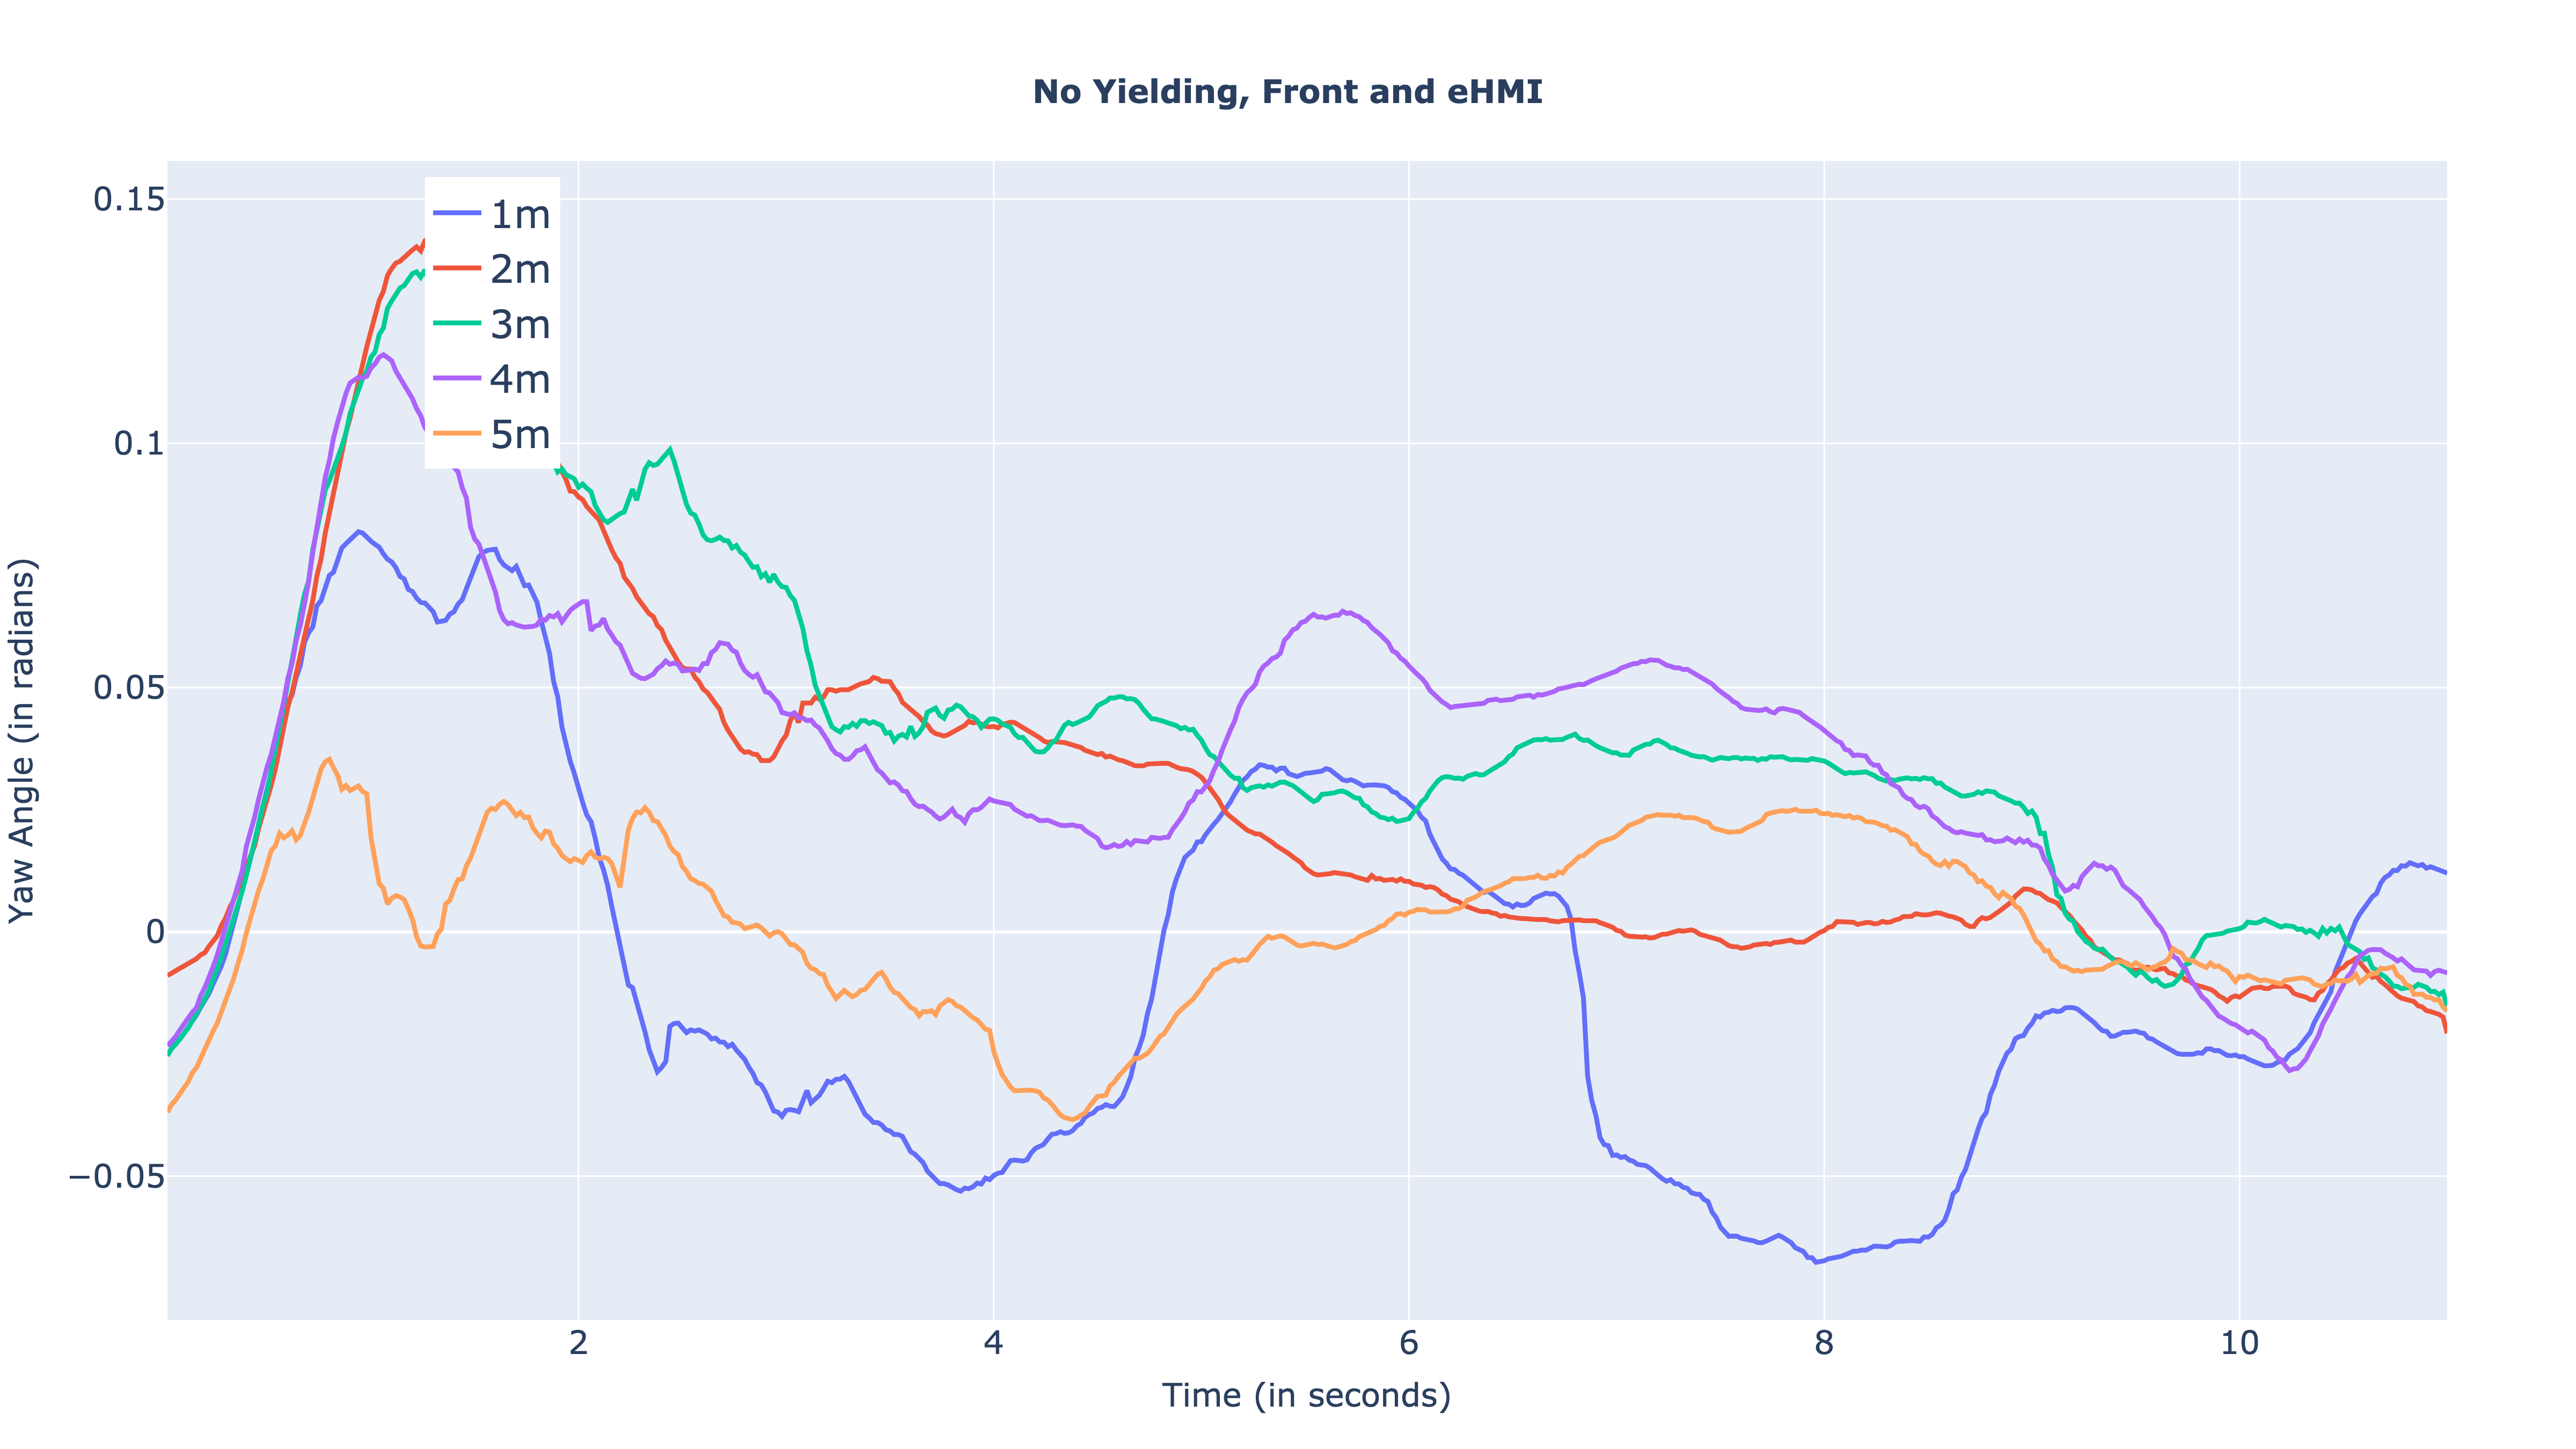 No Yielding, Front and eHMI
Yaw Angle (in radians)
0.15
0.1
0.05
0
−0.05
1m
2m
3m
4m
5m
2
4
6
8
10
Time (in seconds)